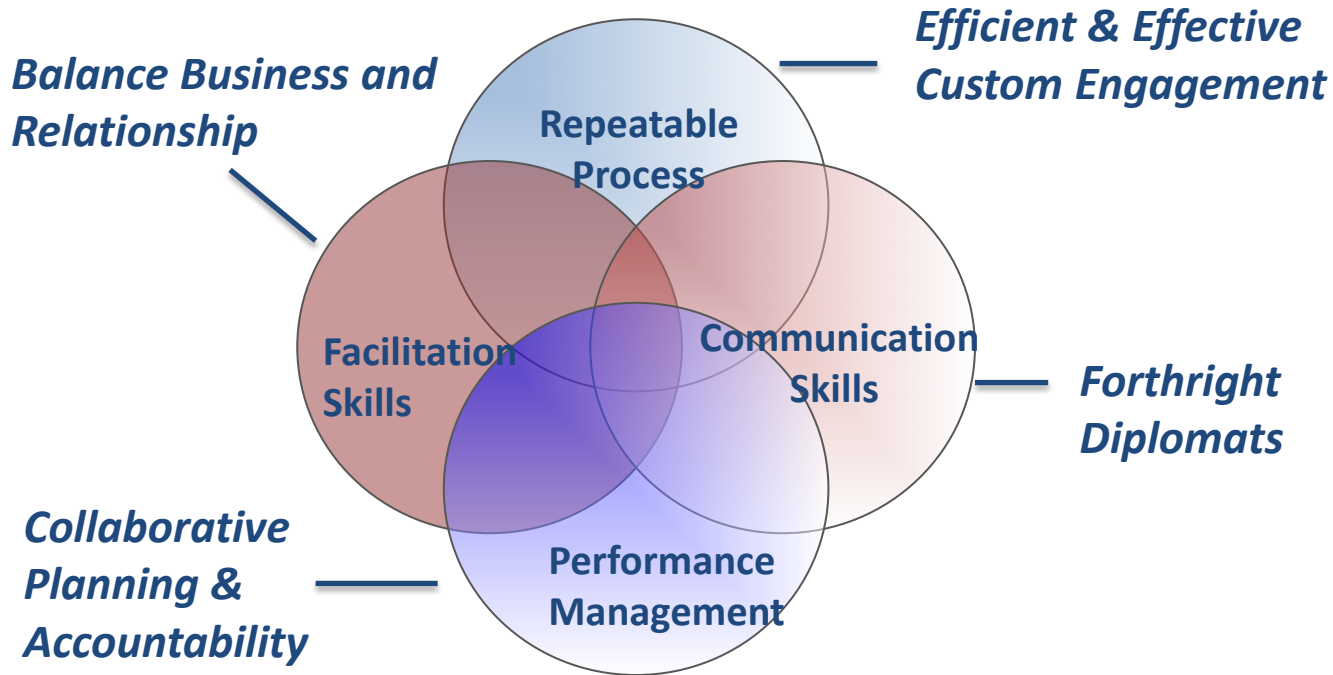 Efficient & Effective
Custom Engagement
Balance Business and
Relationship
Repeatable
Process
Facilitation
Skills
Communication
Skills
Forthright
Diplomats
Collaborative
Planning &
Accountability
Performance
Management